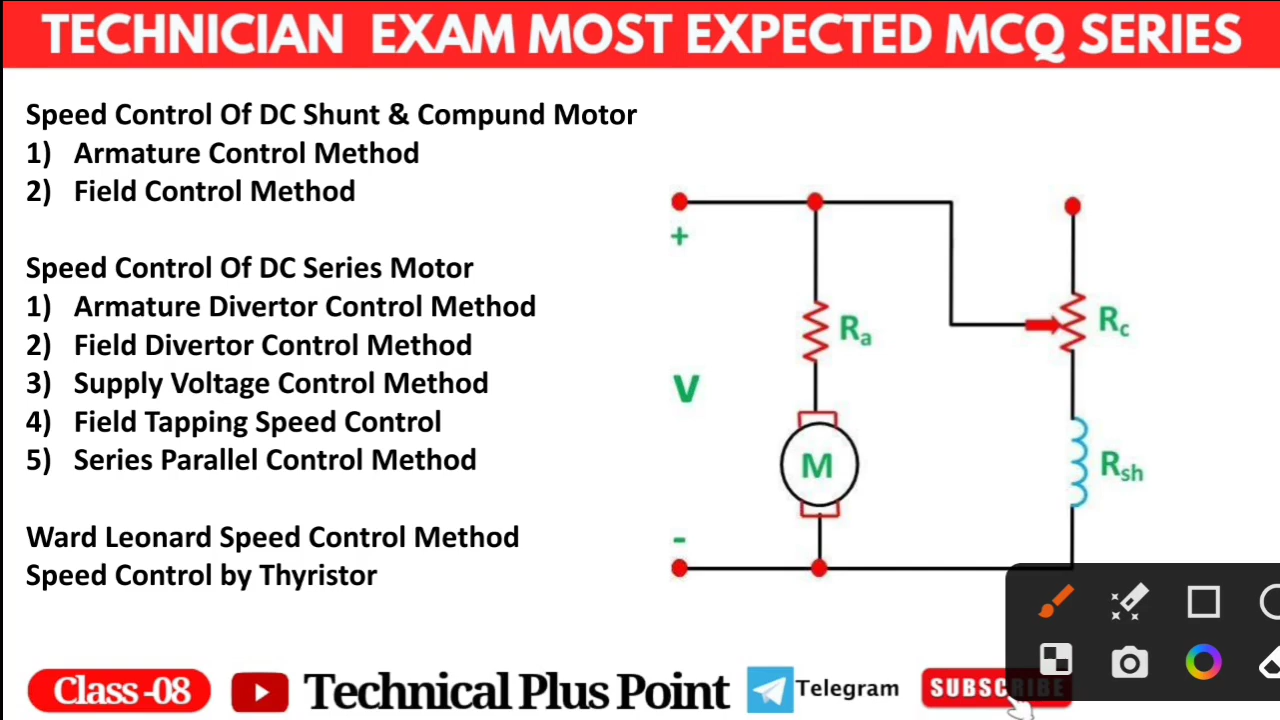 TECHNICIAN EXAM MOST EXPECTED MCQ SERIES
Speed Control Of DC Shunt & Compund Motor
1) Armature Control Method
2) Field Control Method
Speed Control Of DC Series Motor
1) Armature Divertor Control Method
2) Field Divertor Control Method
3) Supply Voltage Control Method
4) Field Tapping Speed Control
5) Series Parallel Control Method
Ward Leonard Speed Control Method
Speed Control by Thyristor
+
Ra
Rc
V
M
Rsh
-
Class -08
Technical Plus Point
Telegram
SUBSCRIBE